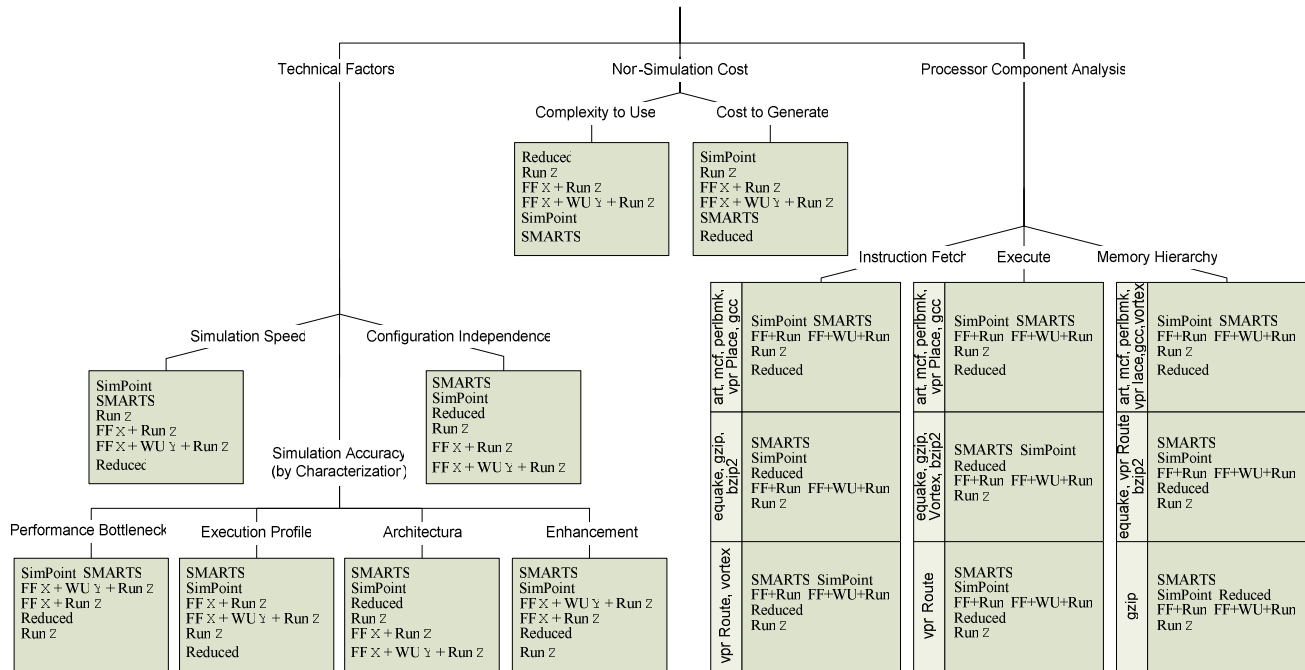 Technical Factors
Nor-Simulation Cost
Processor Component Analysis
Complexity to Use
Cost to Generate
Reduced
Run Z
FF X + Run Z
FF X + WU Y + Run Z
SimPoint
SMARTS
SimPoint
Run Z
FF X + Run Z
FF X + WU Y + Run Z
SMARTS
Reduced
Simulation Speed
Configuration Independence
SimPoint
SMARTS
Run Z
FF X + Run Z
FF X + WU Y + Run Z
Reduced
SMARTS
SimPoint
Reduced
Run Z
FF X + Run Z
FF X + WU Y + Run Z
Simulation Accuracy
(by Characterization)
Performance Bottleneck
Execution Profile
Architectura
Enhancement
SimPoint SMARTS
FF X + WU Y + Run Z
FF X + Run Z
Reduced
Run Z
SMARTS
SimPoint
FF X + Run Z
FF X + WU Y + Run Z
Run Z
Reduced
SMARTS
SimPoint
Reduced
Run Z
FF X + Run Z
FF X + WU Y + Run Z
SMARTS
SimPoint
FF X + WU Y + Run Z
FF X + Run Z
Reduced
Run Z
Instruction Fetch
Execute
Memory Hierarchy
art, mcf, perlbmk,
vpr Place, gcc
SimPoint SMARTS
FF+Run FF+WU+Run
Run Z
Reduced
equake, gzip,
bzip2
SMARTS
SimPoint
Reduced
FF+Run FF+WU+Run
Run Z
vpr Route, vortex
SMARTS SimPoint
FF+Run FF+WU+Run
Reduced
Run Z
art, mcf, perlbmk,
vpr Place, gcc
SimPoint SMARTS
FF+Run FF+WU+Run
Run Z
Reduced
equake, gzip,
Vortex, bzip2
SMARTS SimPoint
Reduced
FF+Run FF+WU+Run
Run Z
vpr Route
SMARTS
SimPoint
FF+Run FF+WU+Run
Reduced
Run Z
art, mcf, perlbmk,
vpr lace,gcc,vortex
SimPoint SMARTS
FF+Run FF+WU+Run
Run Z
Reduced
equake, vpr Route
bzip2
SMARTS
SimPoint
FF+Run FF+WU+Run
Reduced
Run Z
gzip
SMARTS
SimPoint Reduced
FF+Run FF+WU+Run
Run Z